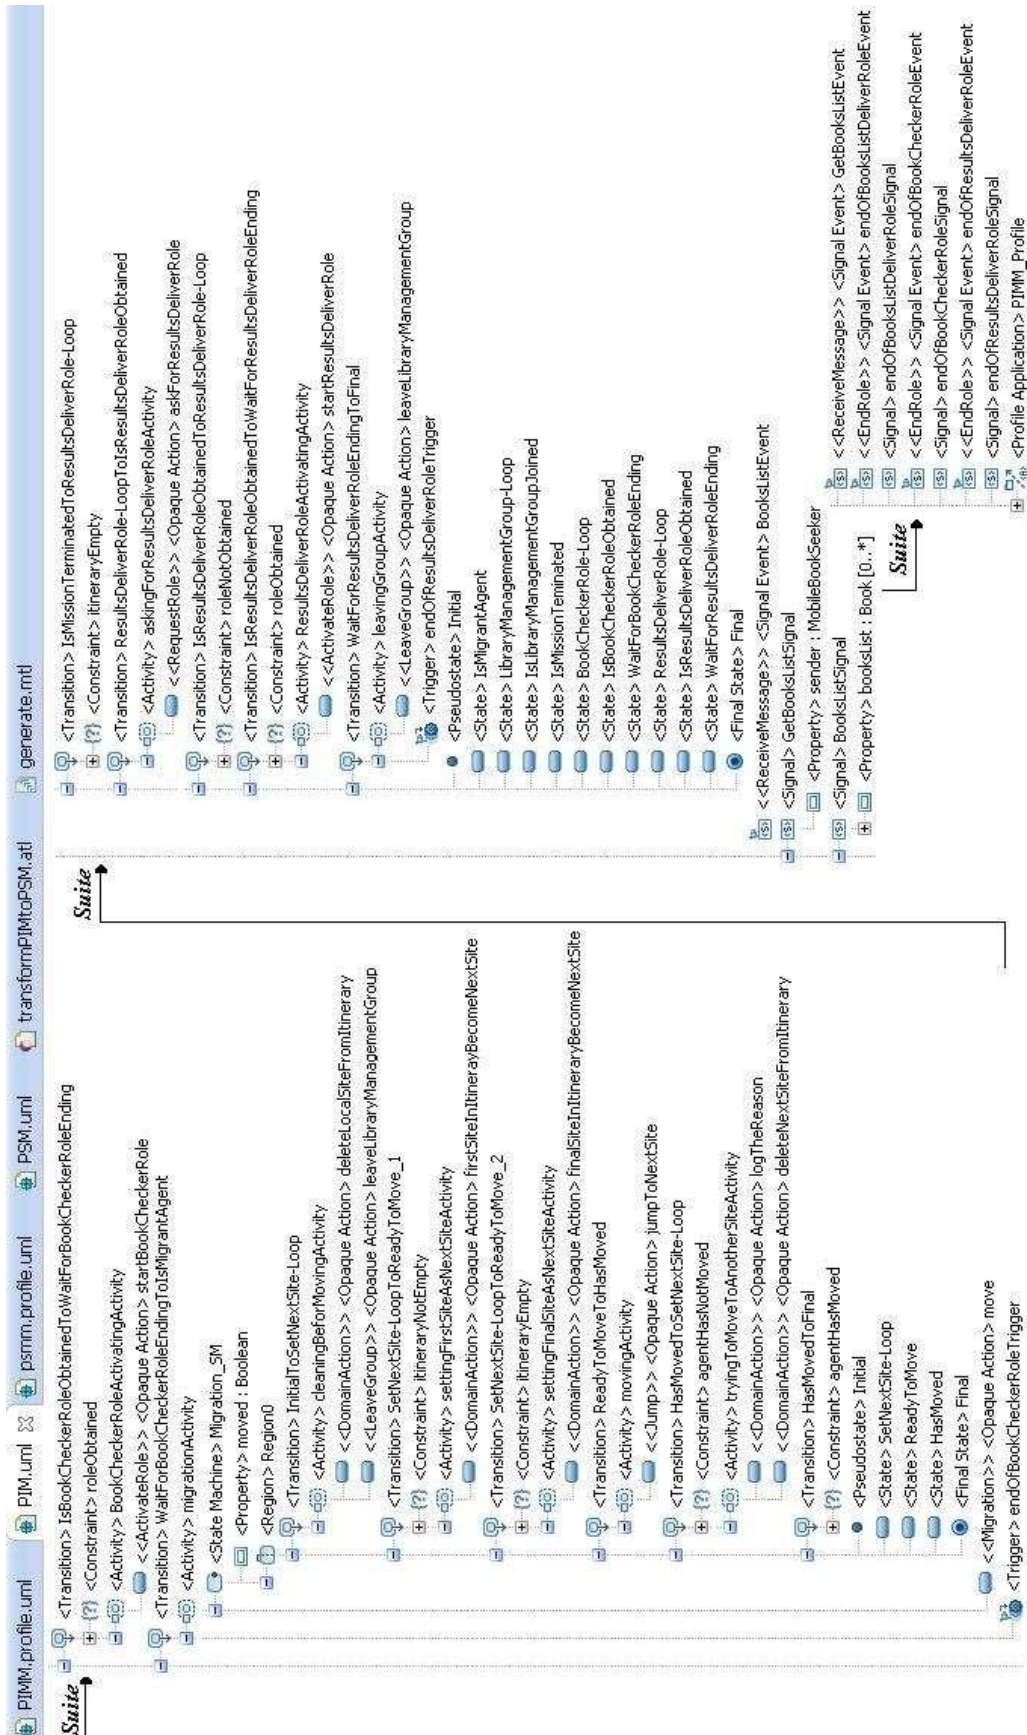 PIMM.profile.uml
PIM.uml
psmm.profile.uml
PSM.uml
transformPIMtoPSM.atl
generate.mtl
Suite
<Transition> IsBookCheckerRoleObtainedToWaitForBookCheckerRoleEnding
<Constraint> roleObtained
<Activity> BookCheckerRoleActivatingActivity
<<ActivateRole>> <Opaque Action> startBookCheckerRole
<Transition> WaitForBookCheckerRoleEndingToIsMigrantAgent
<Activity> migrationActivity
<State Machine> Migration_SM
<Property> moved : Boolean
<Region> Region0
<Transition> InitialToSetNextSite-Loop
<Activity> cleaningBeforeMovingActivity
<<DomainAction>> <Opaque Action> deleteLocalSiteFromItinerary
<<LeaveGroup>> <Opaque Action> leaveLibraryManagementGroup
<Transition> SetNextSite-LoopToReadyToMove_1
<Constraint> itineraryNotEmpty
<Activity> settingFirstSiteAsNextSiteActivity
<<DomainAction>> <Opaque Action> firstSiteInItinerayBecomeNextSite
<Transition> SetNextSite-LoopToReadyToMove_2
<Constraint> itineraryEmpty
<Activity> settingFinalSiteAsNextSiteActivity
<<DomainAction>> <Opaque Action> finalSiteInItineraryBecomeNextSite
<Transition> ReadyToMoveToHasMoved
<Activity> movingActivity
<<Jump>> <Opaque Action> jumpToNextSite
<Transition> HasMovedToSetNextSite-Loop
<Constraint> agentHasNotMoved
<Activity> tryingToMoveToAnotherSiteActivity
<<DomainAction>> <Opaque Action> logTheReason
<<DomainAction>> <Opaque Action> deleteNextSiteFromItinerary
<Transition> HasMovedToFinal
<Constraint> agentHasMoved
<Pseudostate> Initial
<State> SetNextSite-Loop
<State> ReadyToMove
<State> HasMoved
<Final State> Final
<<Migration>> <Opaque Action> move
<Trigger> endOfBookCheckerRoleTrigger
Suite
<Transition> IsMissionTerminatedToResultsDeliverRole-Loop
<Constraint> itineraryEmpty
<Transition> ResultsDeliverRole-LoopToIsResultsDeliverRoleObtained
<Activity> askingForResultsDeliverRoleActivity
<<RequestRole>> <Opaque Action> askForResultsDeliverRole
<Transition> IsResultsDeliverRoleObtainedToResultsDeliverRole-Loop
<Constraint> roleNotObtained
<Transition> IsResultsDeliverRoleObtainedToWaitForResultsDeliverRoleEnding
<Constraint> roleObtained
<Activity> ResultsDeliverRoleActivatingActivity
<<ActivateRole>> <Opaque Action> startResultsDeliverRole
<Transition> WaitForResultsDeliverRoleEndingToFinal
<Activity> leavingGroupActivity
<<LeaveGroup>> <Opaque Action> leaveLibraryManagementGroup
<Trigger> endOfResultsDeliverRoleTrigger
<Pseudostate> Initial
<State> IsMigrantAgent
<State> LibraryManagementGroup-Loop
<State> IsLibraryManagementGroupJoined
<State> IsMissionTeminated
<State> BookCheckerRole-Loop
<State> IsBookCheckerRoleObtained
<State> WaitForBookCheckerRoleEnding
<State> ResultsDeliverRole-Loop
<State> IsResultsDeliverRoleObtained
<State> WaitForResultsDeliverRoleEnding
<Final State> Final
<<ReceiveMessage>> <Signal Event> BooksListEvent
<Signal> GetBooksListSignal
<Property> sender : MobileBookSeeker
<Signal> BooksListSignal
<Property> booksList : Book [0..*]
Suite
<<ReceiveMessage>> <Signal Event> GetBooksListEvent
<<EndRole>> <Signal Event> endOfBooksListDeliverRoleEvent
<Signal> endOfBooksListDeliverRoleSignal
<<EndRole>> <Signal Event> endOfBookCheckerRoleEvent
<Signal> endOfBookCheckerRoleSignal
<<EndRole>> <Signal Event> endOfResultsDeliverRoleEvent
<Signal> endOfResultsDeliverRoleSignal
<Profile Application> PIMM_Profile